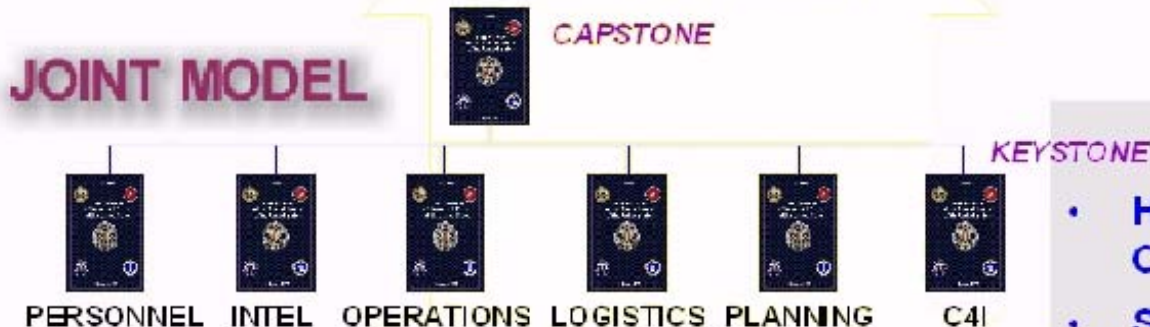 CAPSTONE
JOINT MODEL
KEYSTONE
PERSONNEL INTEL OPERATIONS LOGISTICS PLANNING C4I